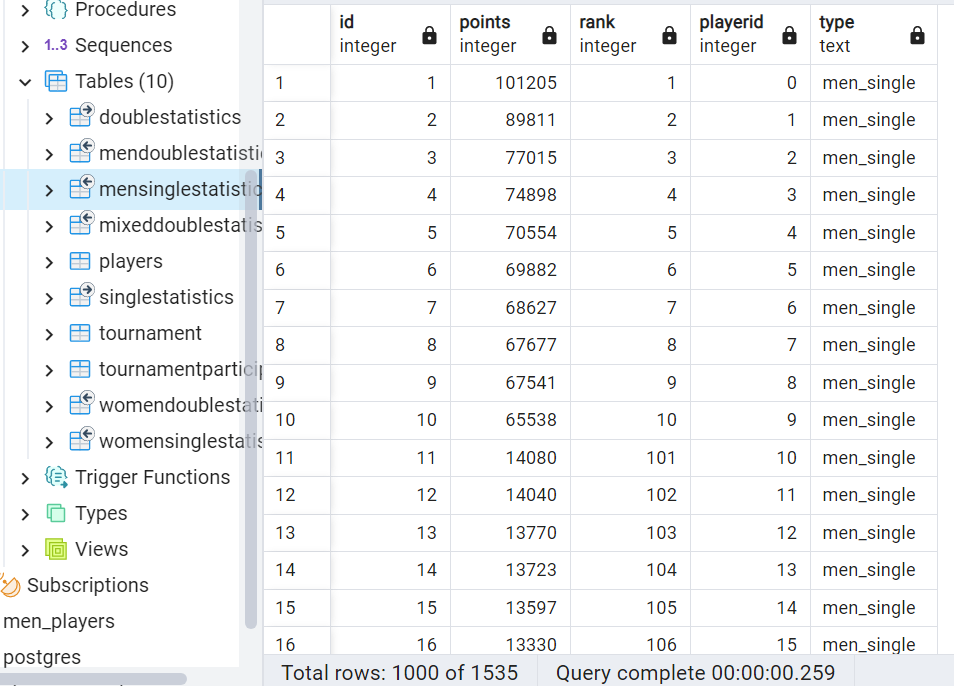 Procedures
1..3 Sequences
Tables (10)
doublestatistics
mendoublestatisti
mensinglestatistic
mixeddoublestatis
players
singlestatistics
tournament
tournamentpartici
womendoublestati
womensinglestatis
Trigger Functions
Types
Views
Subscriptions
men_players
postgres
id points rank playerid type
integer integer integer integer text
1 1 101205 1 0 men_single
2 2 89811 2 1 men_single
3 3 77015 3 2 men_single
4 4 74898 4 3 men_single
5 5 70554 5 4 men_single
6 6 69882 6 5 men_single
7 7 68627 7 6 men_single
8 8 67677 8 7 men_single
9 9 67541 9 8 men_single
10 10 65538 10 9 men_single
11 11 14080 101 10 men_single
12 12 14040 102 11 men_single
13 13 13770 103 12 men_single
14 14 13723 104 13 men_single
15 15 13597 105 14 men_single
16 16 13330 106 15 men_single
Total rows: 1000 of 1535 Query complete 00:00:00.259